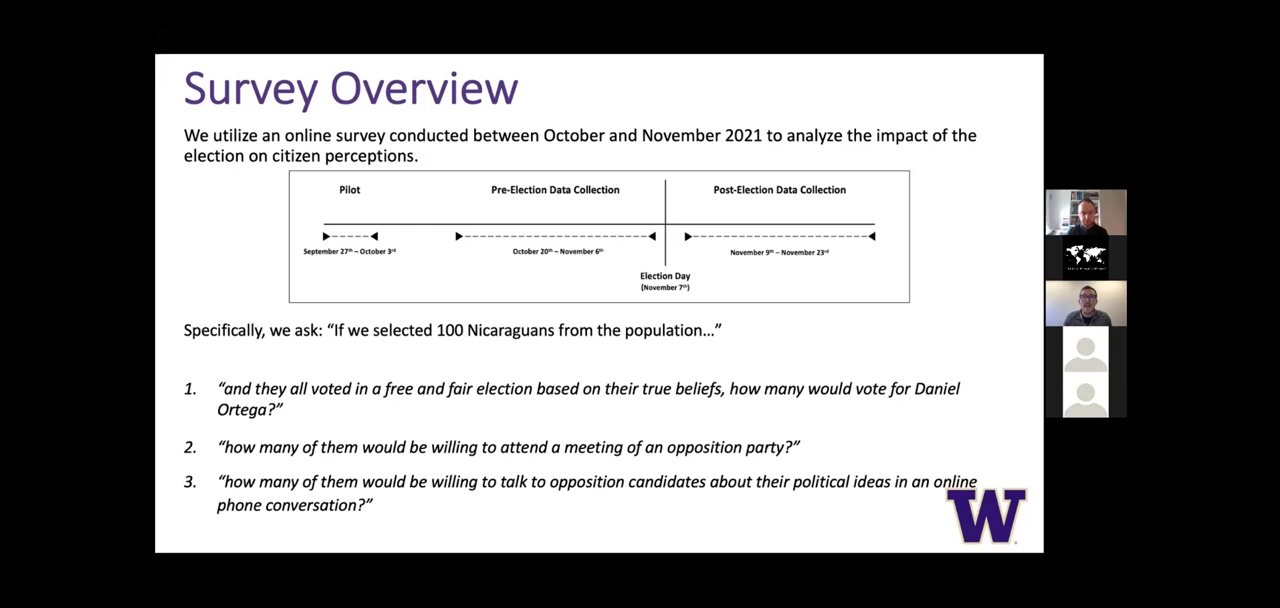 Survey Overview
We utilize an online survey conducted between October and November 2021 to analyze the impact of the
election on citizen perceptions.
Pilot
Pre-Election Data Collection
Post-Election Data Collection
September 27th – October 3rd
October 20th – November 6th
November 9th – November 23rd
Election Day
(November 7th)
Specifically, we ask: “If we selected 100 Nicaraguans from the population...”
1. “and they all voted in a free and fair election based on their true beliefs, how many would vote for Daniel
Ortega?”
2. “how many of them would be willing to attend a meeting of an opposition party?”
3. “how many of them would be willing to talk to opposition candidates about their political ideas in an online
phone conversation?”
W